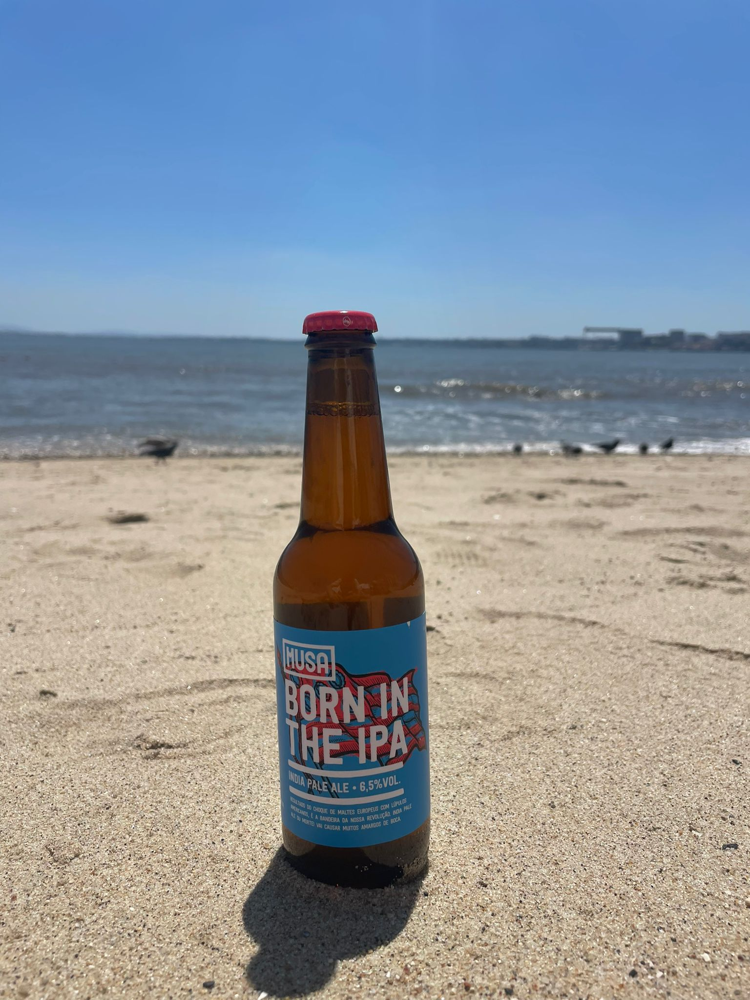 MUSA
BORN IN
THE IPA
INDIA PALE ALE • 6,5%VOL.
RESULTADO DO CHOQUE DE MALTES EUROPEUS COM LÚPULOS
AMERICANOS, É A BANDEIRA DA NOSSA REVOLUÇÃO. INDIA PALE
ALE OU MORTE! VAI CAUSAR MUITOS AMARGOS DE BOCA.